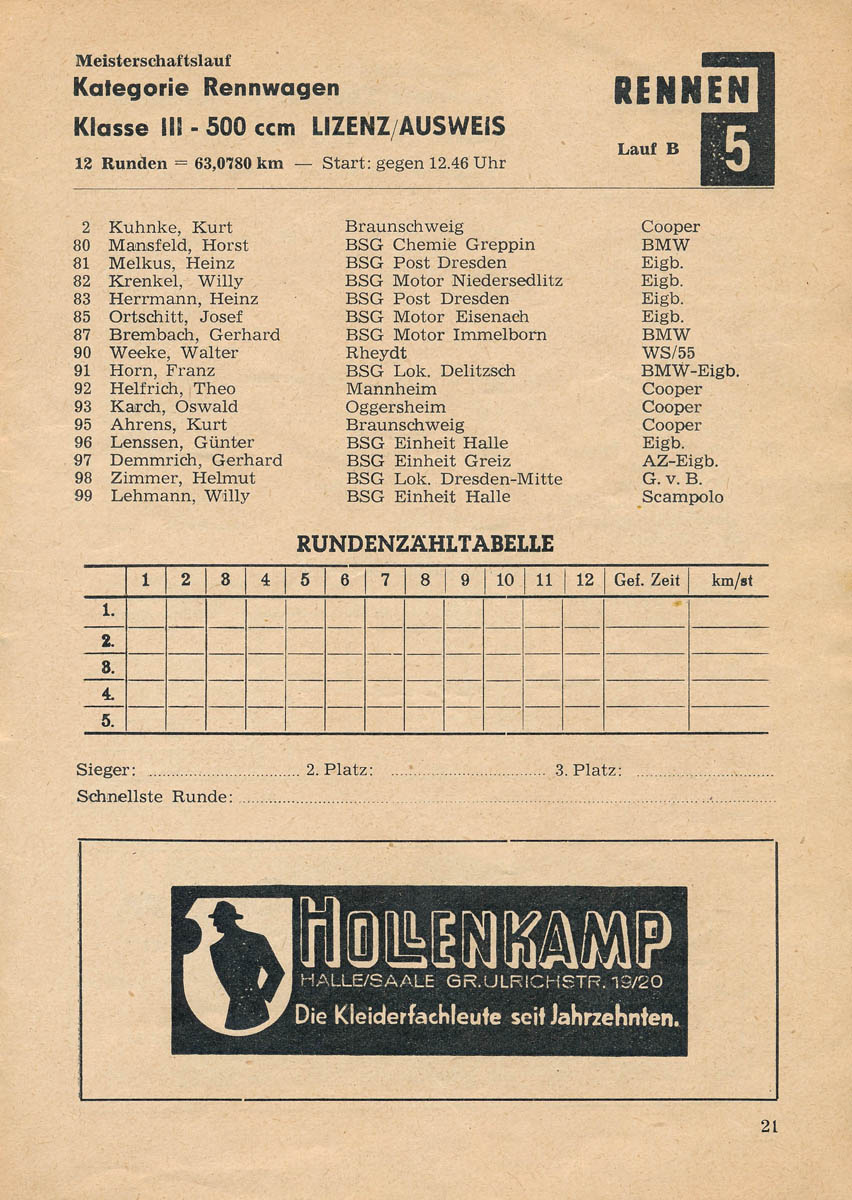 Meisterschaftslauf
Kategorie Rennwagen
Klasse III - 500 ccm LIZENZ/AUSWEIS
12 Runden = 63,0780 km — Start: gegen 12.46 Uhr
RENNEN
Lauf B 5
2 Kuhnke, Kurt Braunschweig Cooper
80 Mansfeld, Horst BSG Chemie Greppin BMW
81 Melkus, Heinz BSG Post Dresden Eigb.
82 Krenkel, Willy BSG Motor Niedersedlitz Eigb.
83 Herrmann, Heinz BSG Post Dresden Eigb.
85 Ortschitt, Josef BSG Motor Eisenach Eigb.
87 Brembach, Gerhard BSG Motor Immelborn BMW
90 Weeke, Walter Rheydt WS/55
91 Horn, Franz BSG Lok. Delitzsch BMW-Eigb.
92 Helfrich, Theo Mannheim Cooper
93 Karch, Oswald Oggersheim Cooper
95 Ahrens, Kurt Braunschweig Cooper
96 Lenssen, Günter BSG Einheit Halle Eigb.
97 Demmrich, Gerhard BSG Einheit Greiz AZ-Eigb.
98 Zimmer, Helmut BSG Lok. Dresden-Mitte G. v. B.
99 Lehmann, Willy BSG Einheit Halle Scampolo
RUNDENZÄHLTABELLE
1 2 3 4 5 6 7 8 9 10 11 12 Gef. Zeit km/st
1.
2.
3.
4.
5.
Sieger: 2. Platz: 3. Platz:
Schnellste Runde:
HOLLENKAMP
HALLE/SAALE GR.ULRICHSTR. 19/20
Die Kleiderfachleute seit Jahrzehnten.
21